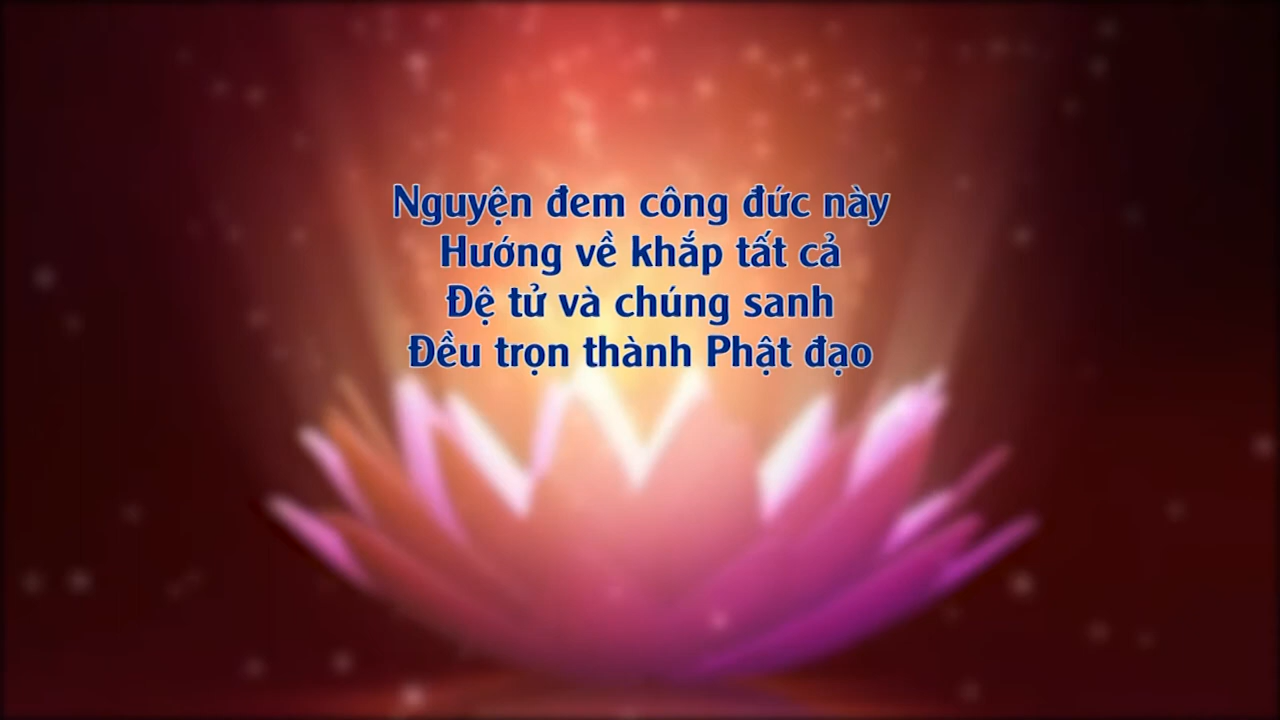 Nguyện đem công đức này
Hướng về khắp tất cả
Đệ tử và chúng sanh
Đều trọn thành Phật đạo